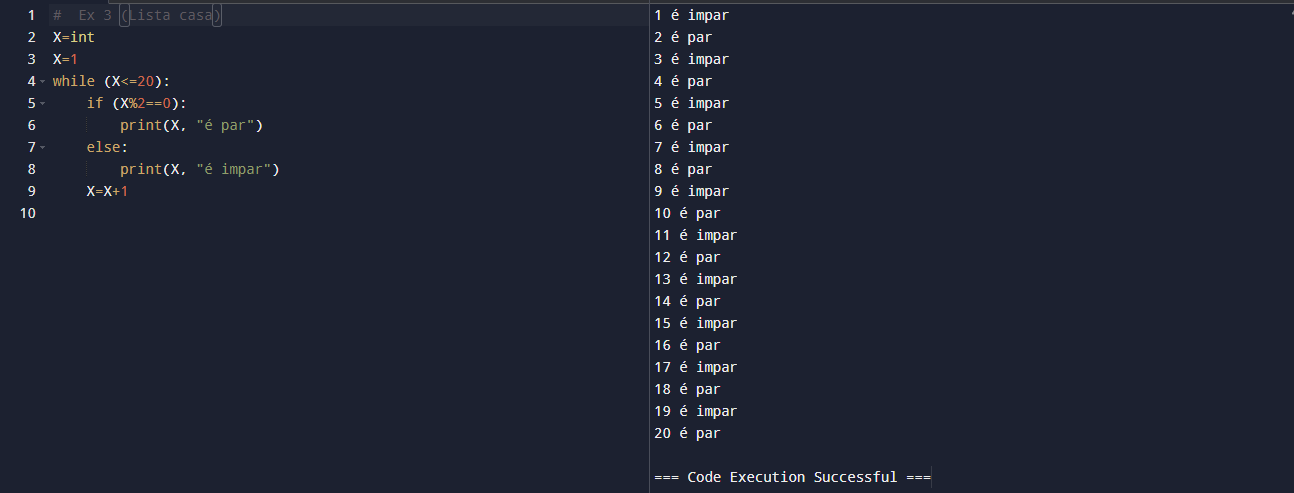 1 #  Ex 3 (Lista casa)
2 X=int
3 X=1
4 while (X<=20):
5     if (X%2==0):
6         print(X, "é par")
7     else:
8         print(X, "é impar")
9     X=X+1
10
1 é impar
2 é par
3 é impar
4 é par
5 é impar
6 é par
7 é impar
8 é par
9 é impar
10 é par
11 é impar
12 é par
13 é impar
14 é par
15 é impar
16 é par
17 é impar
18 é par
19 é impar
20 é par
=== Code Execution Successful ===